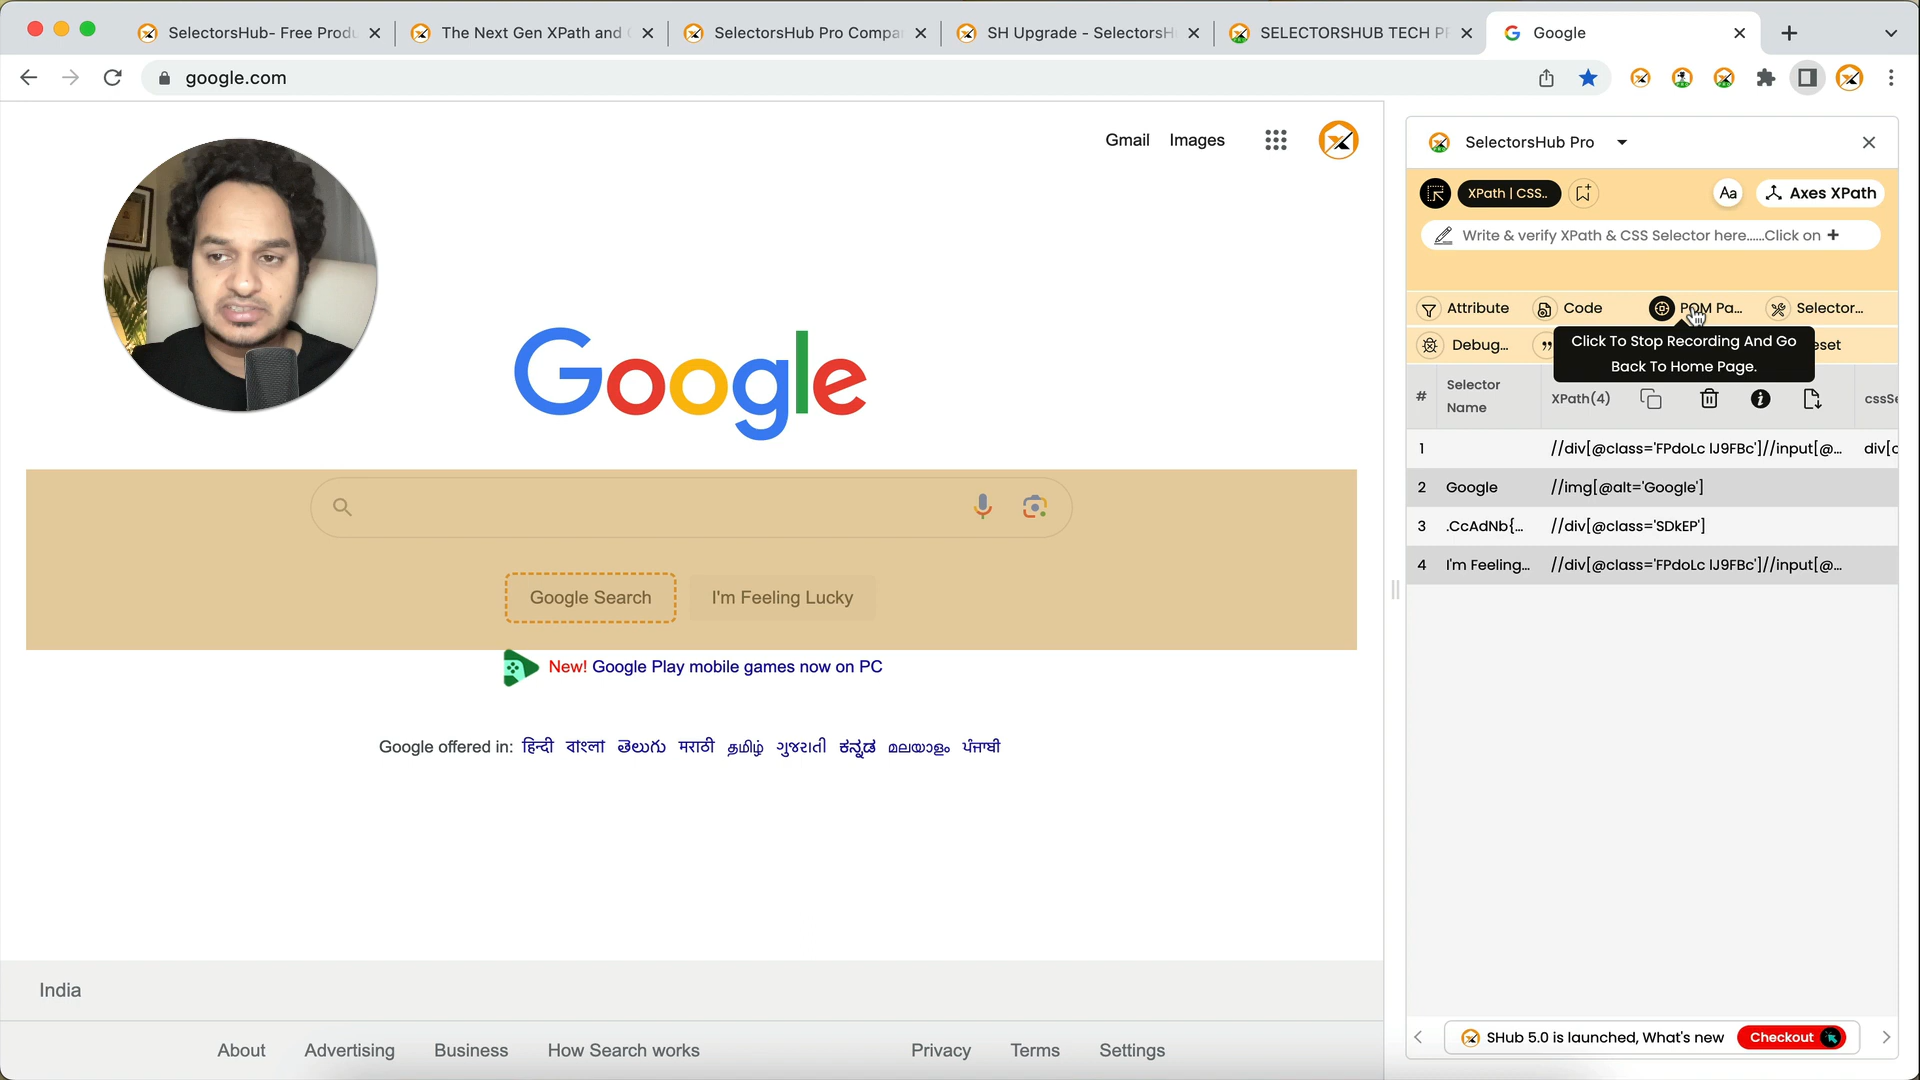 SelectorsHub- Free Produ
The Next Gen XPath and
SelectorsHub Pro Compa
SH Upgrade - SelectorsH
SELECTORSHUB TECH PR
Google
google.com
Gmail Images
SelectorsHub Pro
XPath | CSS..
Aa
Axes XPath
Write & verify XPath & CSS Selector here......Click on +
Attribute
Code
POM Pa...
Selector...
Debug...
Click To Stop Recording And Go
Back To Home Page.
eset
# Selector Name XPath(4) cssSe
1 //div[@class='FPdoLc lJ9FBc']//input[@... div[c
2 Google //img[@alt='Google']
3 .CcAdNb{... //div[@class='SDkEP']
4 I'm Feeling... //div[@class='FPdoLc lJ9FBc']//input[@...
Google
Google Search
I'm Feeling Lucky
New! Google Play mobile games now on PC
Google offered in: हिन्दी বাংলা తెలుగు मराठी தமிழ் ગુજરાતી ಕನ್ನಡ മലയാളം ਪੰਜਾਬੀ
India
About Advertising Business How Search works
Privacy Terms Settings
SHub 5.0 is launched, What's new
Checkout